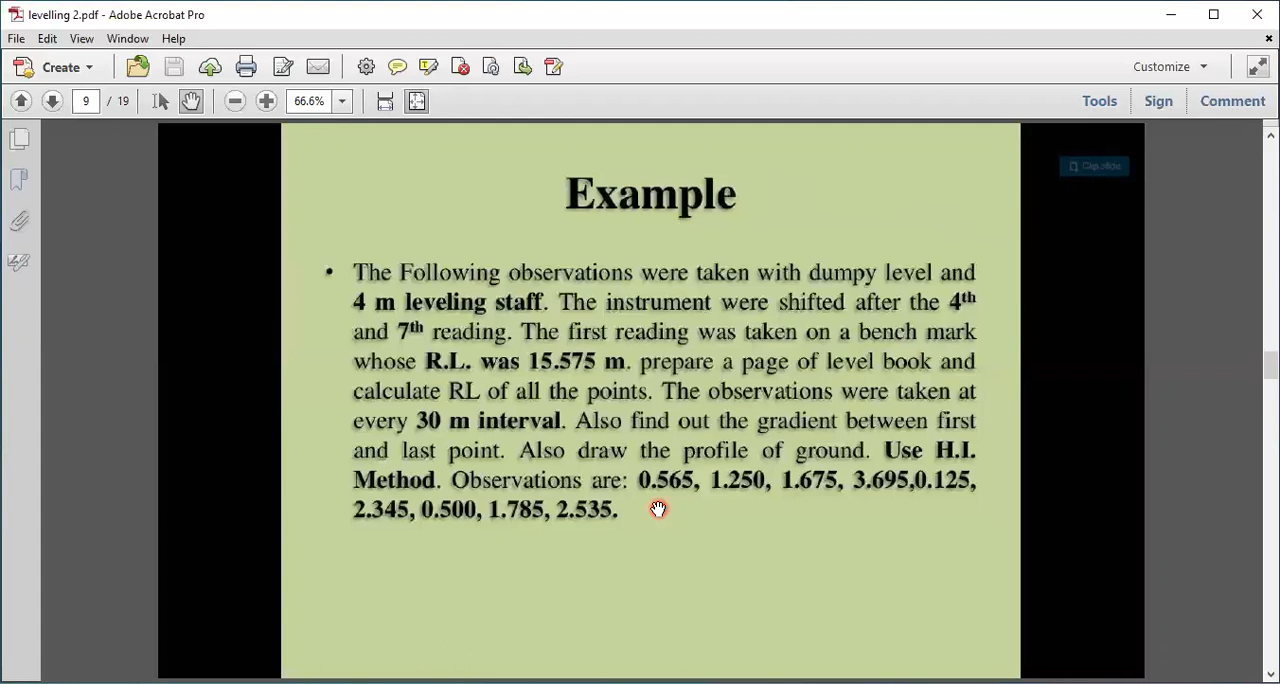 levelling 2.pdf - Adobe Acrobat Pro
File Edit View Window Help
Create Customize
9 / 19 66.6% Tools Sign Comment
Example
• The Following observations were taken with dumpy level and
4 m leveling staff. The instrument were shifted after the 4th
and 7th reading. The first reading was taken on a bench mark
whose R.L. was 15.575 m. prepare a page of level book and
calculate RL of all the points. The observations were taken at
every 30 m interval. Also find out the gradient between first
and last point. Also draw the profile of ground. Use H.I.
Method. Observations are: 0.565, 1.250, 1.675, 3.695,0.125,
2.345, 0.500, 1.785, 2.535.